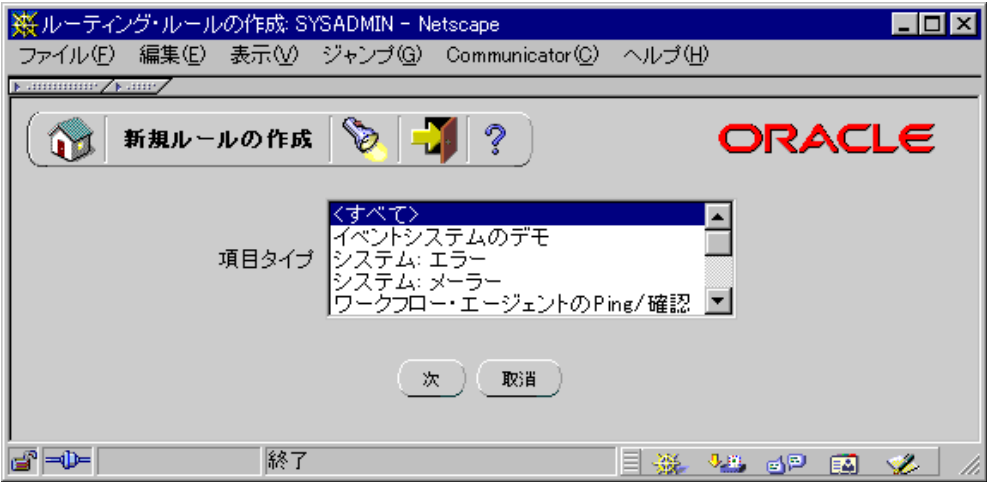 ルーティング・ルールの作成: SYSADMIN - Netscape
ファイル(F) 編集(E) 表示(V) ジャンプ(G) Communicator(C) ヘルプ(H)
新規ルールの作成 ? ORACLE
項目タイプ
<すべて>
イベントシステムのデモ
システム: エラー
システム: メーラー
ワークフロー・エージェントのPing/確認
次 取消
終了